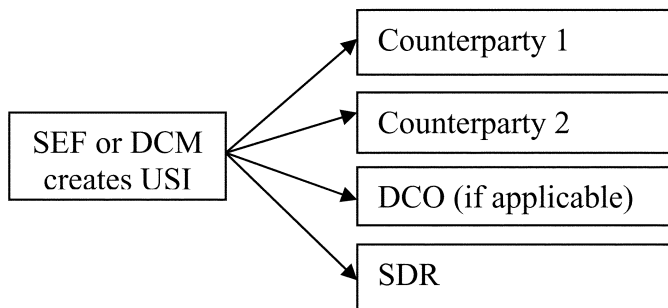 SEF or DCM
creates USI
Counterparty 1
Counterparty 2
DCO (if applicable)
SDR